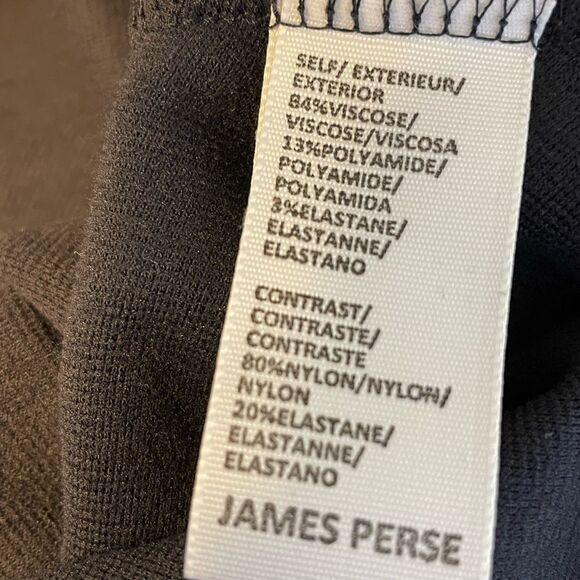 SELF/ EXTERIEUR/
EXTERIOR
84%VISCOSE/
VISCOSE/VISCOSA
13%POLYAMIDE/
POLYAMIDE/
POLYAMIDA
3%ELASTANE/
ELASTANNE/
ELASTANO
CONTRAST/
CONTRASTE/
CONTRASTE
80%NYLON/NYLON/
NYLON
20%ELASTANE/
ELASTANNE/
ELASTANO
JAMES PERSE